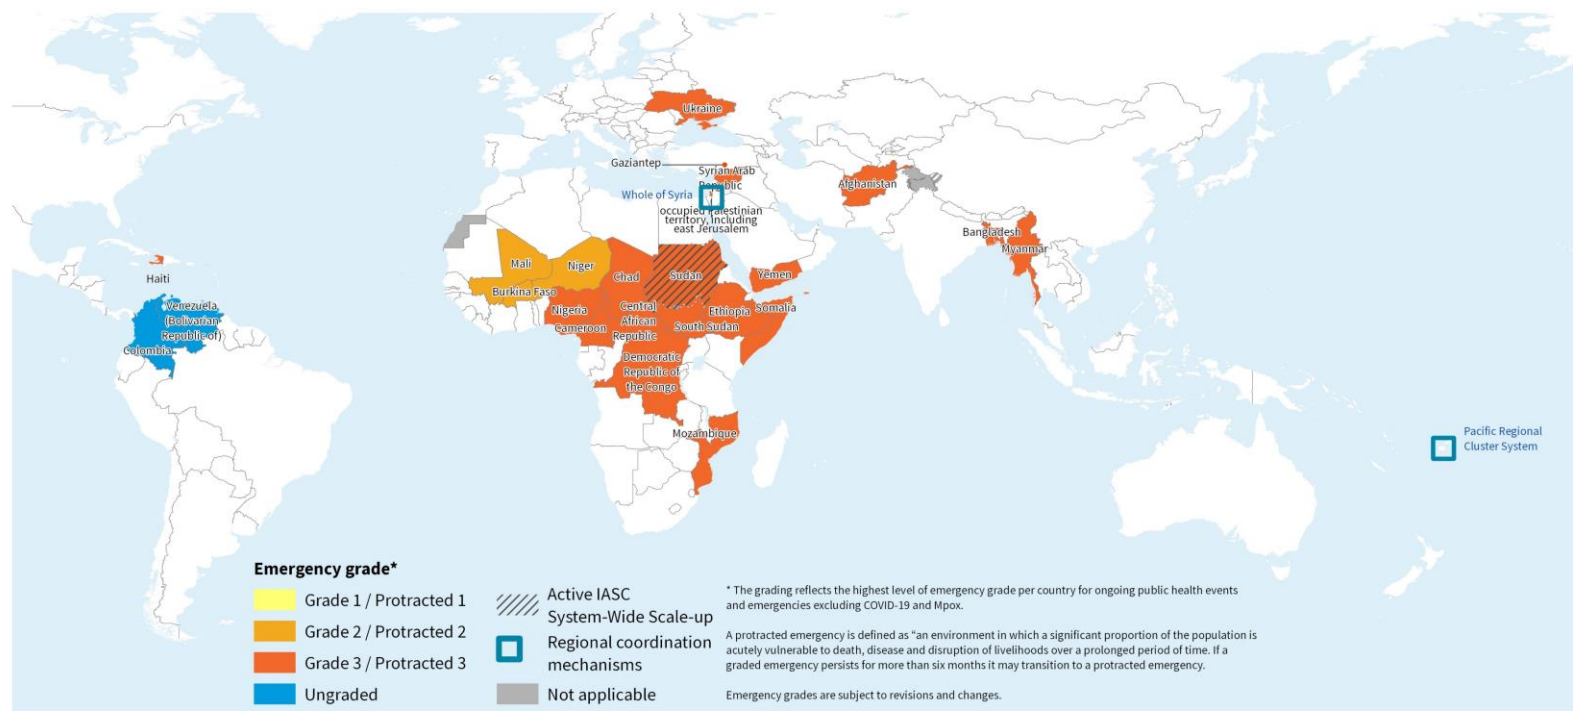 Ukraine
Gaziantep
Syrian Arab
Republic
Whole of Syria
occupied Palestinian
territory, including
east Jerusalem
Afghanistan
Bangladesh
Myanmar
Haiti
Mali
Niger
Chad
Sudan
Yemen
Burkina Faso
Nigeria
Cameroon
Central
African
Republic
Ethiopia
Somalia
South Sudan
Venezuela
(Bolivarian
Republic of)
Colombia
Democratic
Republic of
the Congo
Mozambique
Pacific Regional
Cluster System
Emergency grade*
Grade 1 / Protracted 1
Grade 2 / Protracted 2
Grade 3 / Protracted 3
Ungraded
Active IASC
System-Wide Scale-up
Regional coordination
mechanisms
Not applicable
* The grading reflects the highest level of emergency grade per country for ongoing public health events
and emergencies excluding COVID-19 and Mpox.
A protracted emergency is defined as “an environment in which a significant proportion of the population is
acutely vulnerable to death, disease and disruption of livelihoods over a prolonged period of time. If a
graded emergency persists for more than six months it may transition to a protracted emergency.
Emergency grades are subject to revisions and changes.